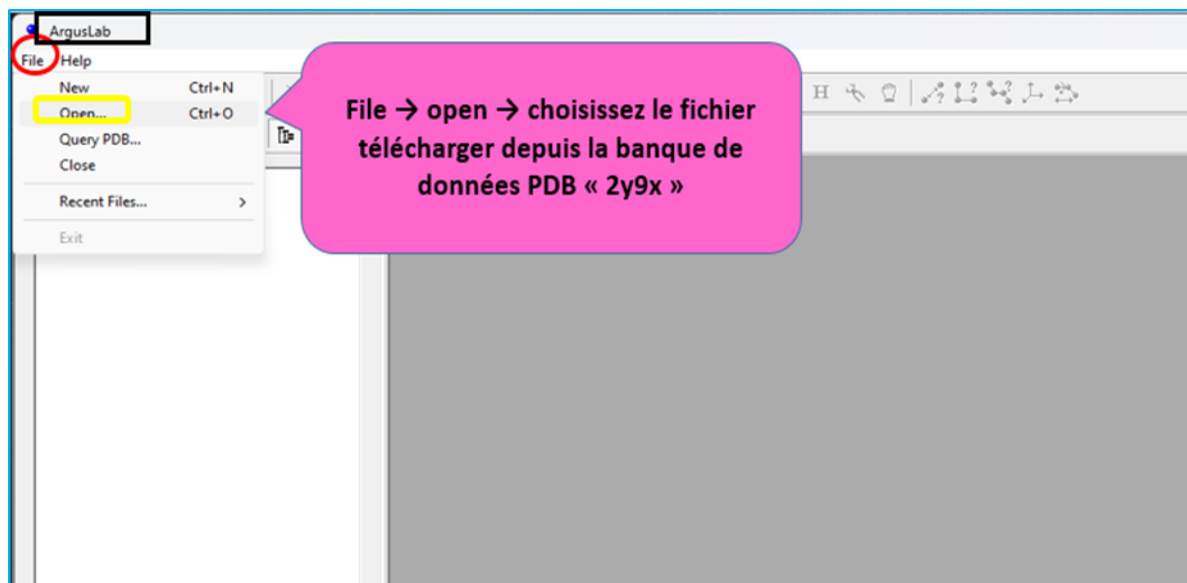 ArgusLab
File Help
New Ctrl+N
Open... Ctrl+O
Query PDB...
Close
Recent Files... >
Exit
File → open → choisissez le fichier
télécharger depuis la banque de
données PDB « 2y9x »
H